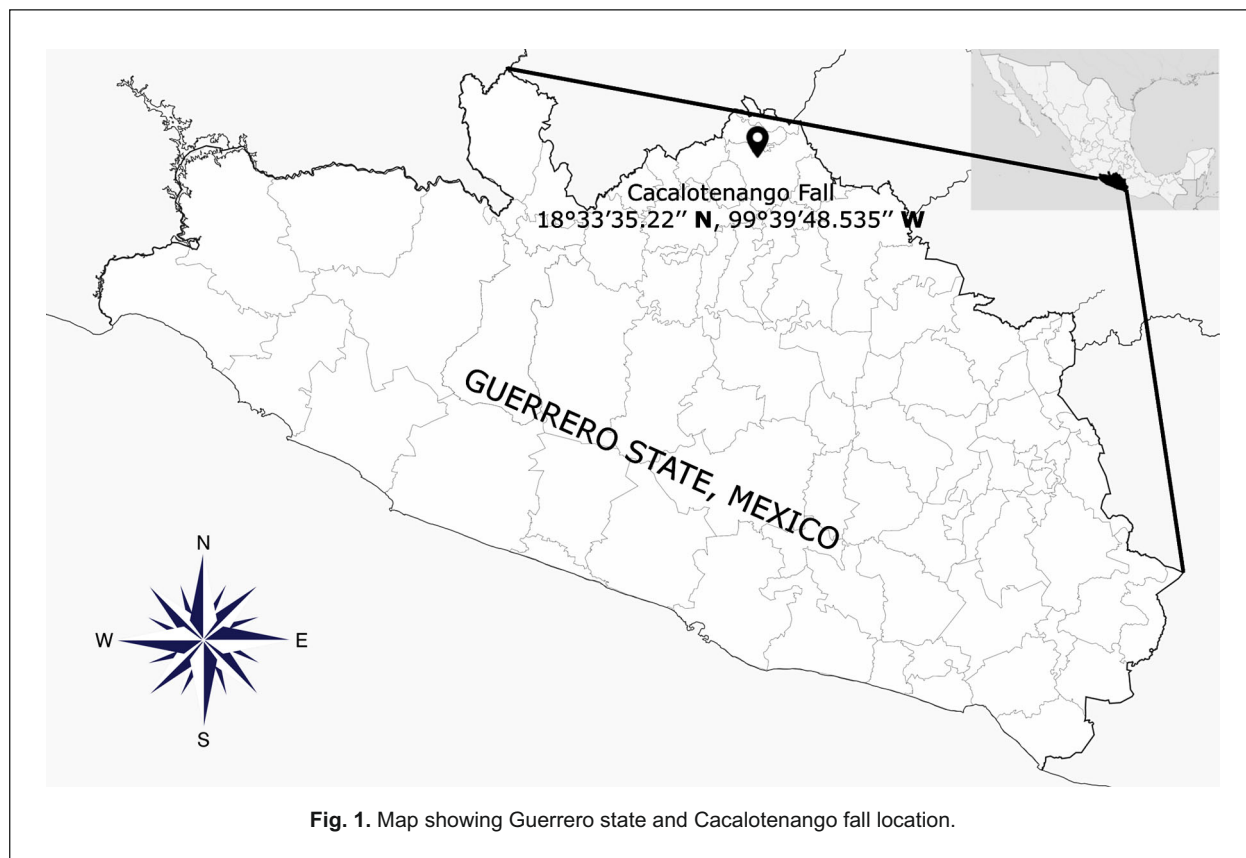 Cacalotenango Fall
18°33’35.22’’ N, 99°39’48.535’’ W
GUERRERO STATE, MEXICO
N
W
E
S
Fig. 1. Map showing Guerrero state and Cacalotenango fall location.